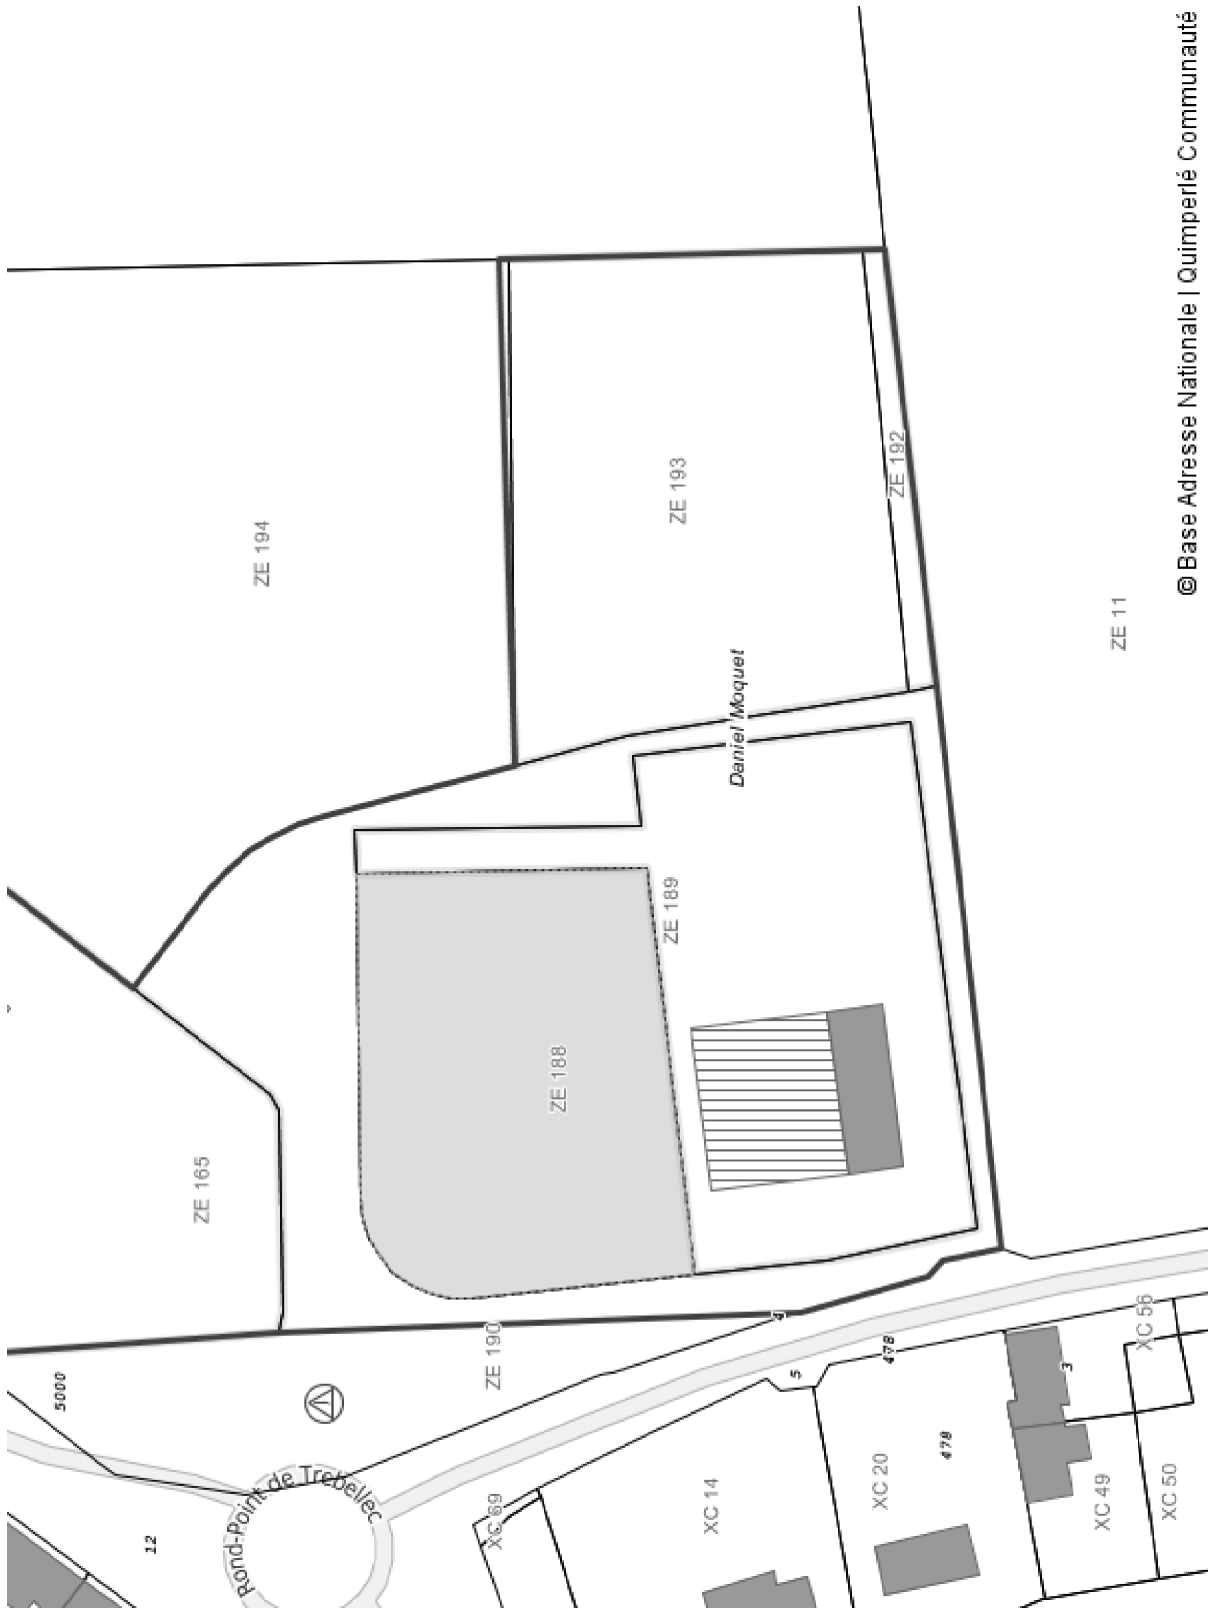 © Base Adresse Nationale | Quimperlé Communauté
ZE 194
ZE 193
ZE 192
ZE 11
Daniel Moquet
ZE 189
ZE 188
ZE 165
ZE 190
4
5000
5
478
3
XC 56
Rond-Point de Trebellec
12
XC 69
XC 14
XC 20
478
XC 49
XC 50